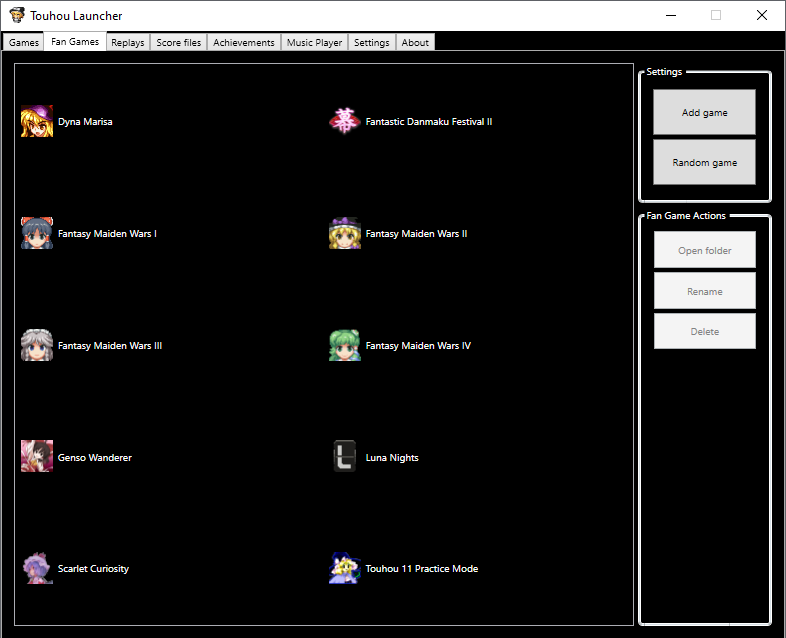 Touhou Launcher
Games
Fan Games
Replays
Score files
Achievements
Music Player
Settings
About
Dyna Marisa
幕
Fantastic Danmaku Festival II
Fantasy Maiden Wars I
Fantasy Maiden Wars II
Fantasy Maiden Wars III
Fantasy Maiden Wars IV
Genso Wanderer
L
Luna Nights
Scarlet Curiosity
Touhou 11 Practice Mode
Settings
Add game
Random game
Fan Game Actions
Open folder
Rename
Delete